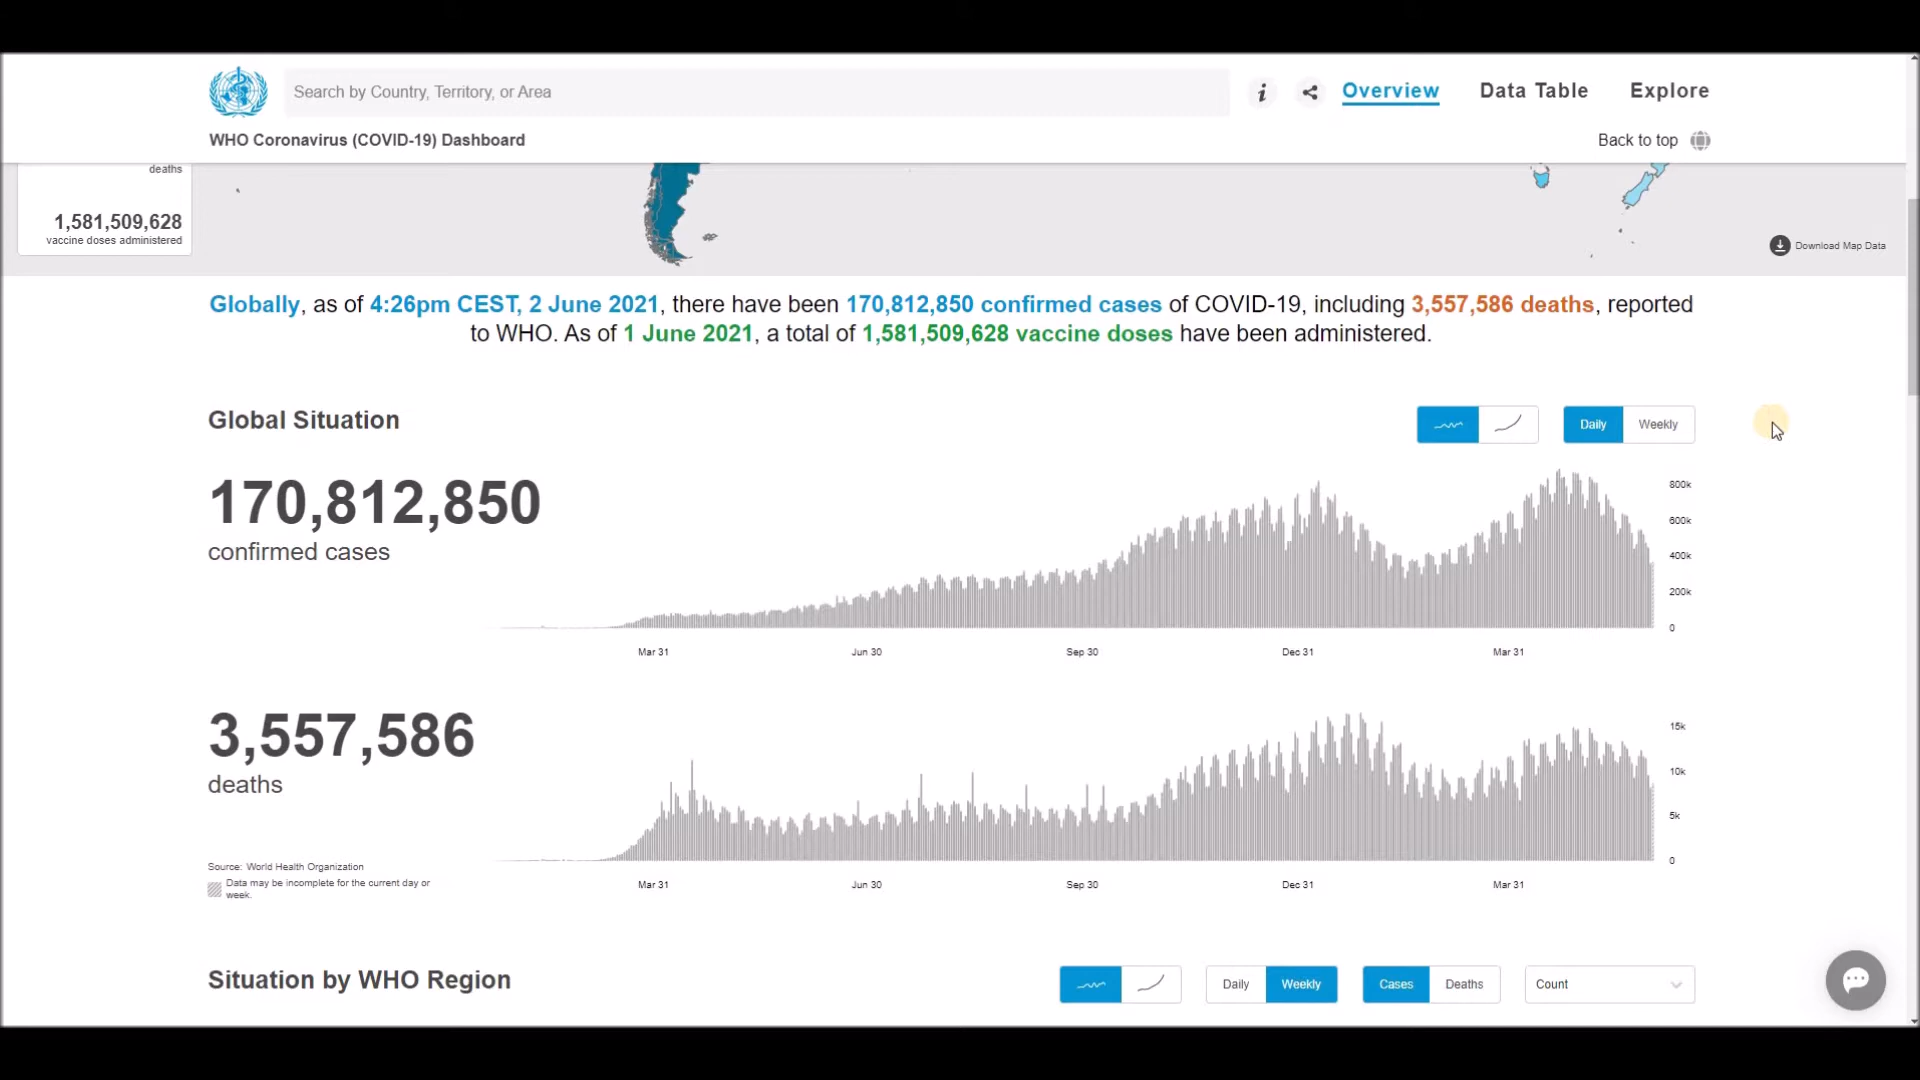 Search by Country, Territory, or Area
i
Overview
Data Table
Explore
WHO Coronavirus (COVID-19) Dashboard
Back to top
deaths
1,581,509,628
vaccine doses administered
Download Map Data
Globally, as of 4:26pm CEST, 2 June 2021, there have been 170,812,850 confirmed cases of COVID-19, including 3,557,586 deaths, reported
to WHO. As of 1 June 2021, a total of 1,581,509,628 vaccine doses have been administered.
Global Situation
Daily
Weekly
170,812,850
confirmed cases
800k
600k
400k
200k
0
Mar 31
Jun 30
Sep 30
Dec 31
Mar 31
3,557,586
deaths
15k
10k
5k
0
Source: World Health Organization
Data may be incomplete for the current day or
week.
Mar 31
Jun 30
Sep 30
Dec 31
Mar 31
Situation by WHO Region
Daily
Weekly
Cases
Deaths
Count